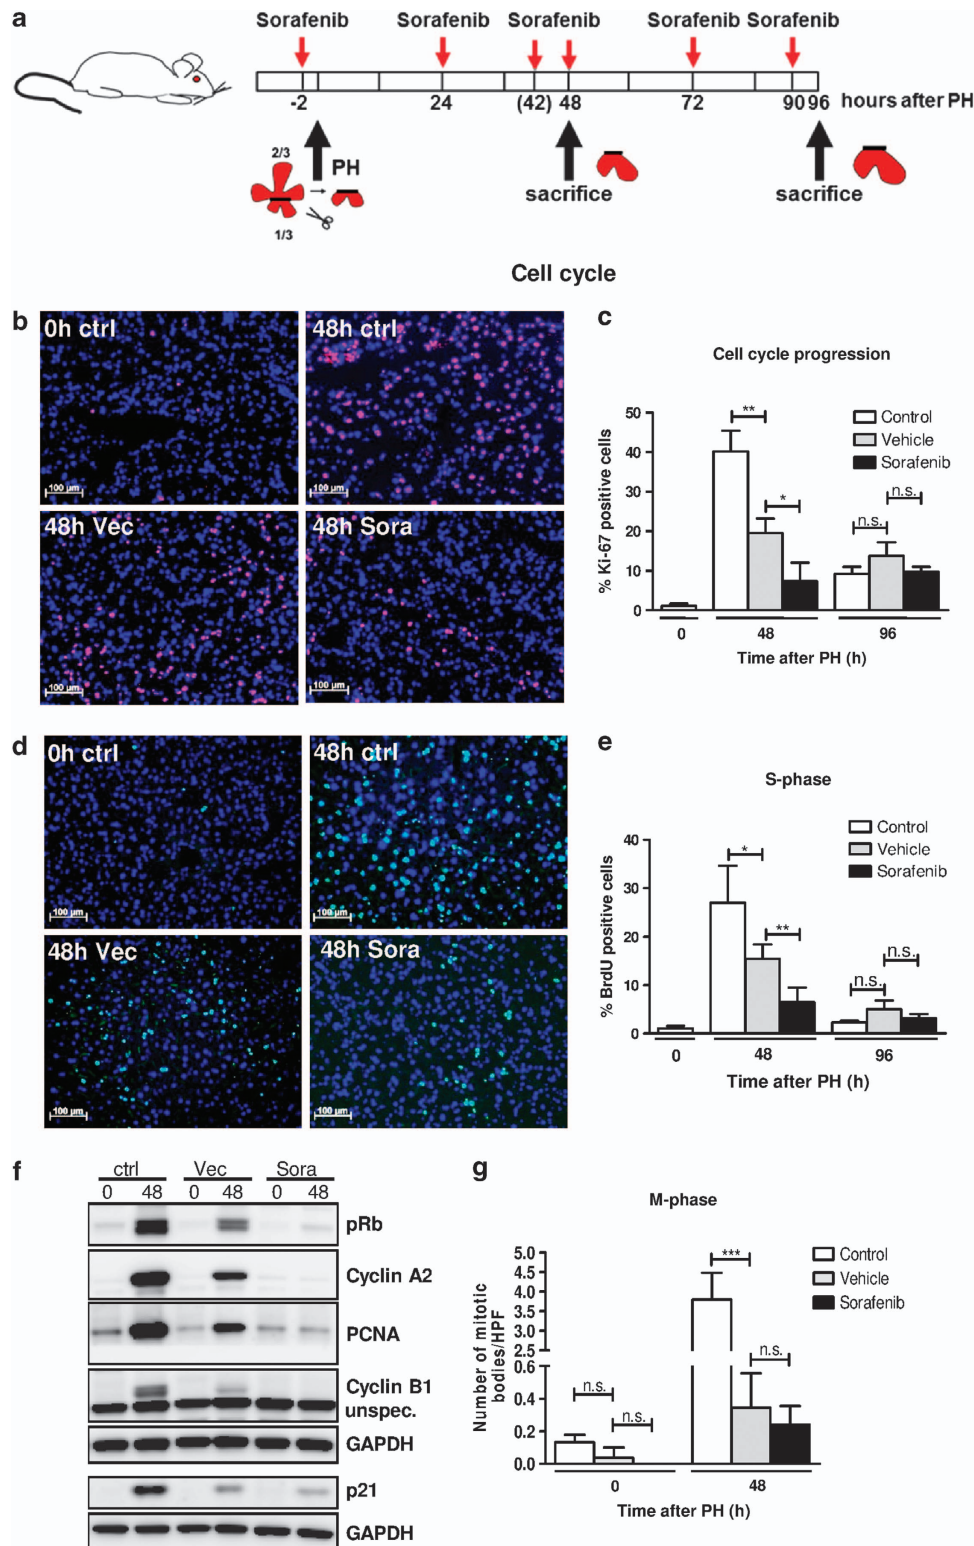 a
Sorafenib Sorafenib Sorafenib Sorafenib Sorafenib
-2 24 (42) 48 72 90 96 hours after PH
2/3
PH
1/3
sacrifice sacrifice
Cell cycle
b
0h ctrl
100 µm
48h ctrl
100 µm
48h Vec
100 µm
48h Sora
100 µm
c
Cell cycle progression
% Ki-67 positive cells
50
40
30
20
10
0
Control
Vehicle
Sorafenib
**
*
n.s.
n.s.
0 48 96
Time after PH (h)
d
0h ctrl
100 µm
48h ctrl
100 µm
48h Vec
100 µm
48h Sora
100 µm
e
S-phase
% BrdU positive cells
40
30
20
10
0
Control
Vehicle
Sorafenib
*
**
n.s.
n.s.
0 48 96
Time after PH (h)
f
ctrl Vec Sora
0 48 0 48 0 48
pRb
Cyclin A2
PCNA
Cyclin B1
unspec.
GAPDH
p21
GAPDH
g
M-phase
Number of mitotic
bodies/HPF
5.0
4.5
4.0
3.5
3.0
2.5
0.6
0.4
0.2
0.0
Control
Vehicle
Sorafenib
***
n.s.
n.s.
n.s.
0 48
Time after PH (h)